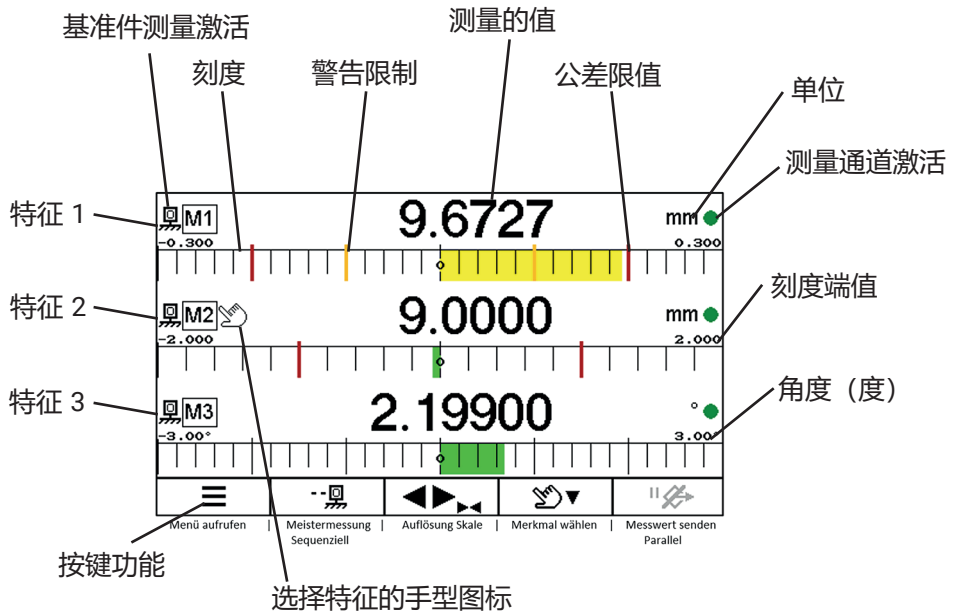 基准件测量激活
测量的值
刻度
警告限制
公差限值
单位
测量通道激活
特征 1
M1
9.6727
mm
-0.300
0.300
特征 2
M2
9.0000
mm
刻度端值
-2.000
2.000
特征 3
M3
2.19900
°
角度（度）
-3.00°
3.00°
Menü aufrufen | Meistermessung | Auflösung Skale | Merkmal wählen | Messwert senden
Sequenziell
Parallel
按键功能
选择特征的手型图标